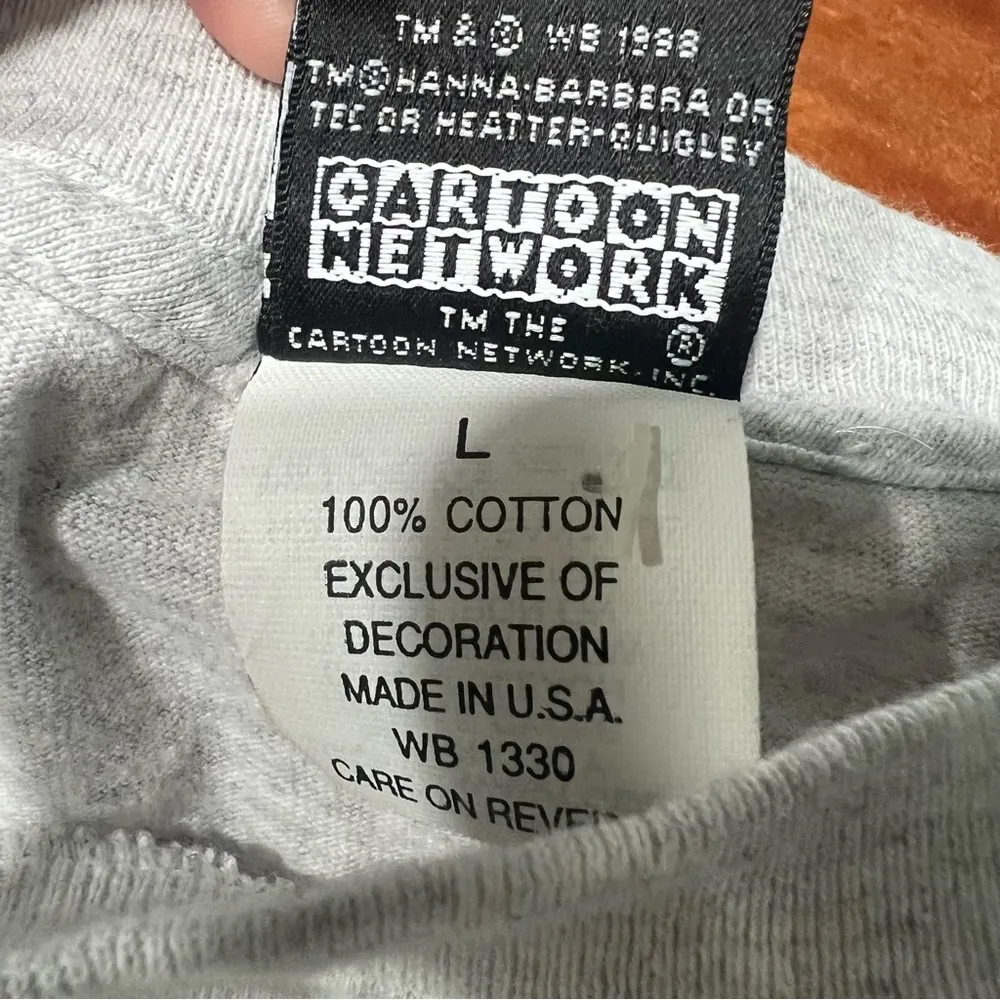 TM & ® WB 1998
TM © HANNA-BARBERA OR
TEC OR HEATTER-QUIGLEY
CARTOON
NETWORK ®
TM THE
CARTOON NETWORK, INC.
L
100% COTTON
EXCLUSIVE OF
DECORATION
MADE IN U.S.A.
WB 1330
CARE ON